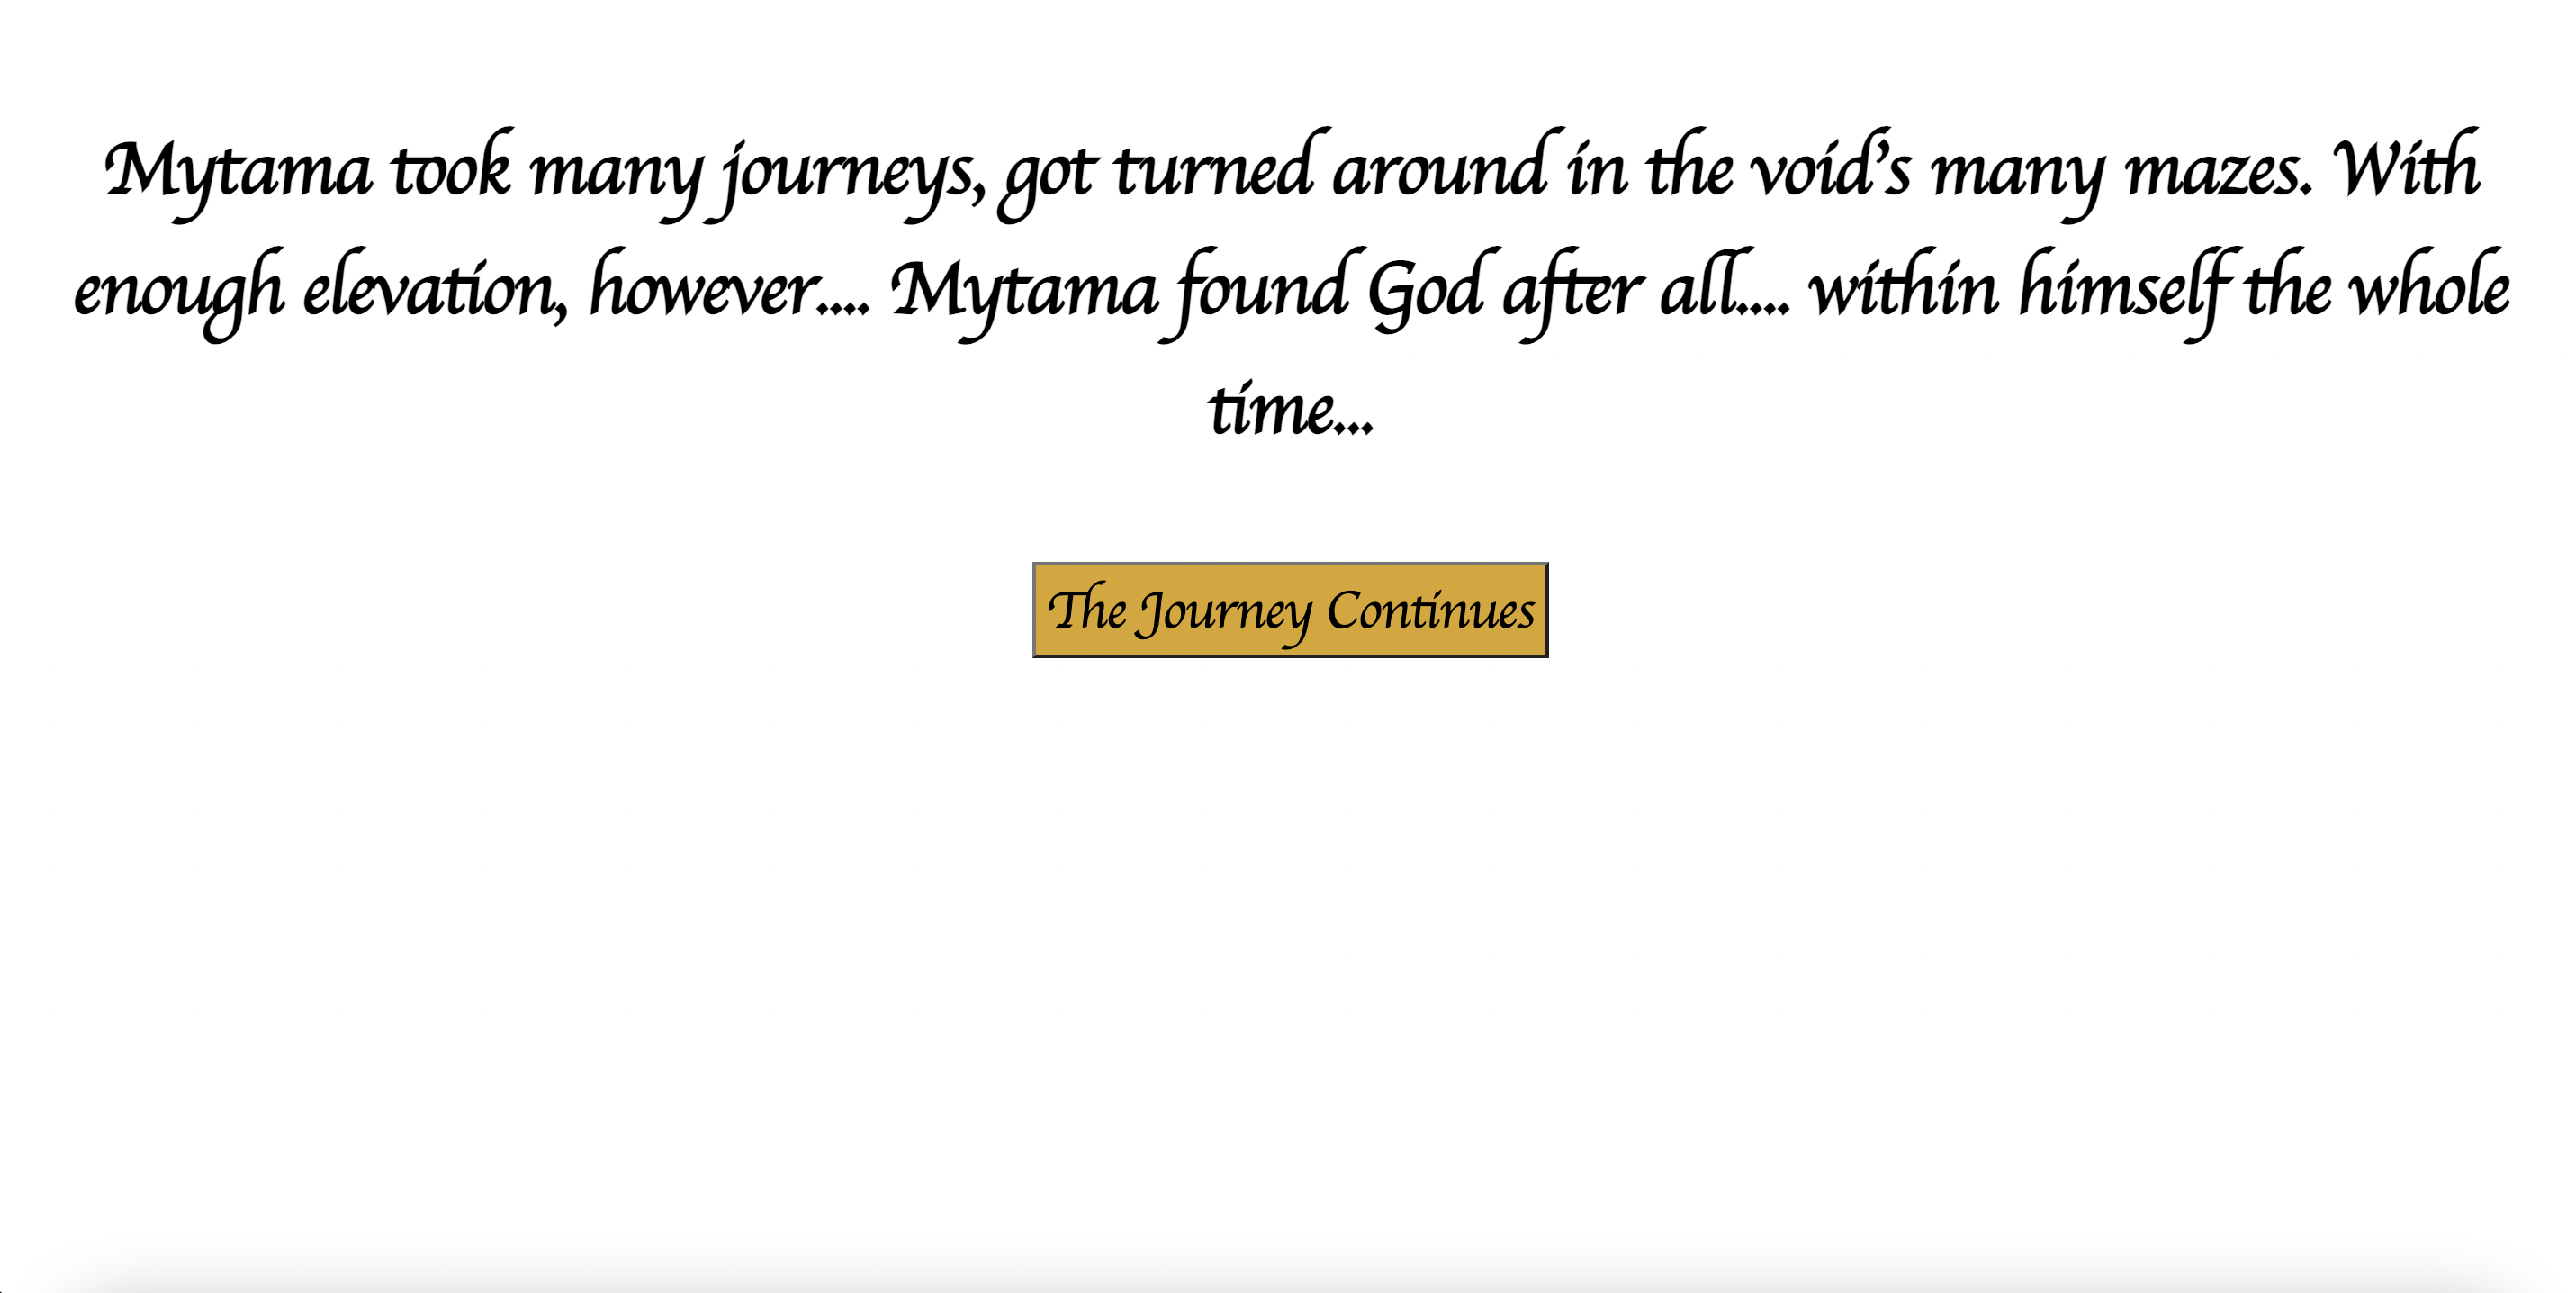 Mytama took many journeys, got turned around in the void's many mazes. With
enough elevation, however.... Mytama found God after all.... within himself the whole
time...
The Journey Continues